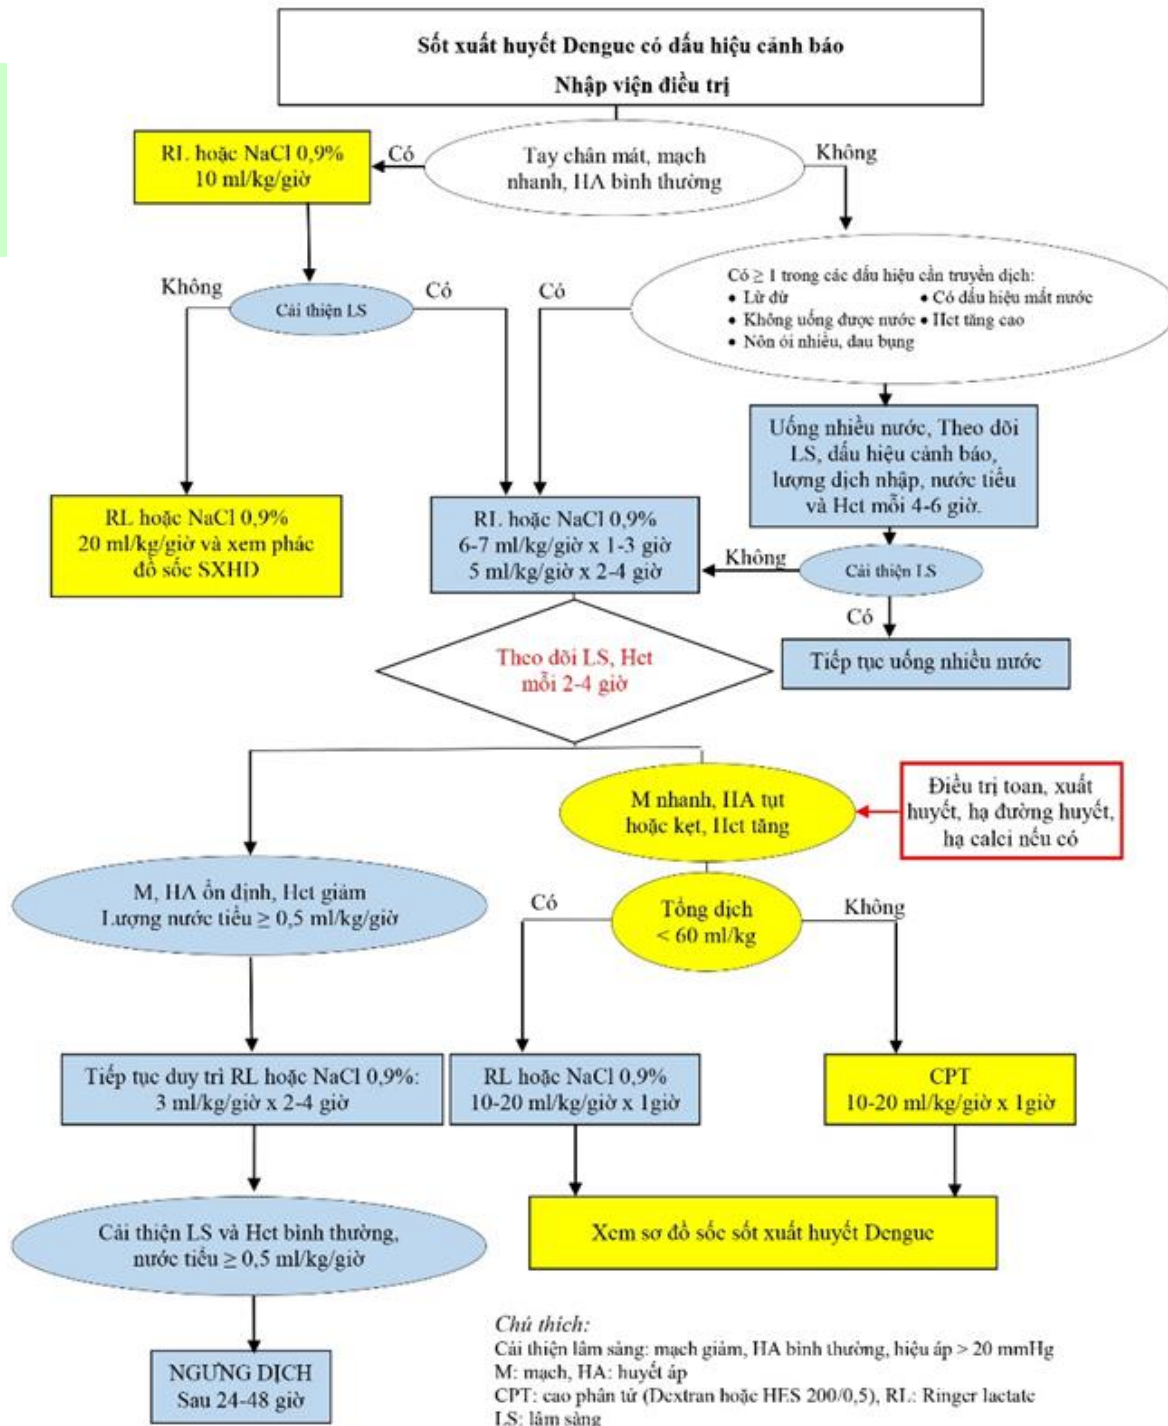 Sốt xuất huyết Dengue có dấu hiệu cảnh báo
Nhập viện điều trị
RL hoặc NaCl 0,9%
10 ml/kg/giờ
Có
Tay chân mát, mạch
nhanh, HA bình thường
Không
Không
Cải thiện LS
Có
Có
Có ≥ 1 trong các dấu hiệu cần truyền dịch:
• Lừ đừ
• Có dấu hiệu mất nước
• Không uống được nước
• Hct tăng cao
• Nôn ói nhiều, đau bụng
Uống nhiều nước, Theo dõi
LS, dấu hiệu cảnh báo,
lượng dịch nhập, nước tiểu
và Hct mỗi 4-6 giờ.
RL hoặc NaCl 0,9%
20 ml/kg/giờ và xem phác
đồ sốc SXHD
RL hoặc NaCl 0,9%
6-7 ml/kg/giờ x 1-3 giờ
5 ml/kg/giờ x 2-4 giờ
Không
Cải thiện LS
Có
Tiếp tục uống nhiều nước
Theo dõi LS, Hct
mỗi 2-4 giờ
M nhanh, HA tụt
hoặc kẹt, Hct tăng
Điều trị toan, xuất
huyết, hạ đường huyết,
hạ calci nếu có
M, HA ổn định, Hct giảm
Lượng nước tiểu ≥ 0,5 ml/kg/giờ
Có
Tổng dịch
< 60 ml/kg
Không
Tiếp tục duy trì RL hoặc NaCl 0,9%:
3 ml/kg/giờ x 2-4 giờ
RL hoặc NaCl 0,9%
10-20 ml/kg/giờ x 1giờ
CPT
10-20 ml/kg/giờ x 1giờ
Cải thiện LS và Hct bình thường,
nước tiểu ≥ 0,5 ml/kg/giờ
Xem sơ đồ sốc sốt xuất huyết Dengue
NGƯNG DỊCH
Sau 24-48 giờ
Chú thích:
Cải thiện lâm sàng: mạch giảm, HA bình thường, hiệu áp > 20 mmHg
M: mạch, HA: huyết áp
CPT: cao phân tử (Dextran hoặc HES 200/0,5), RL: Ringer lactate
LS: lâm sàng